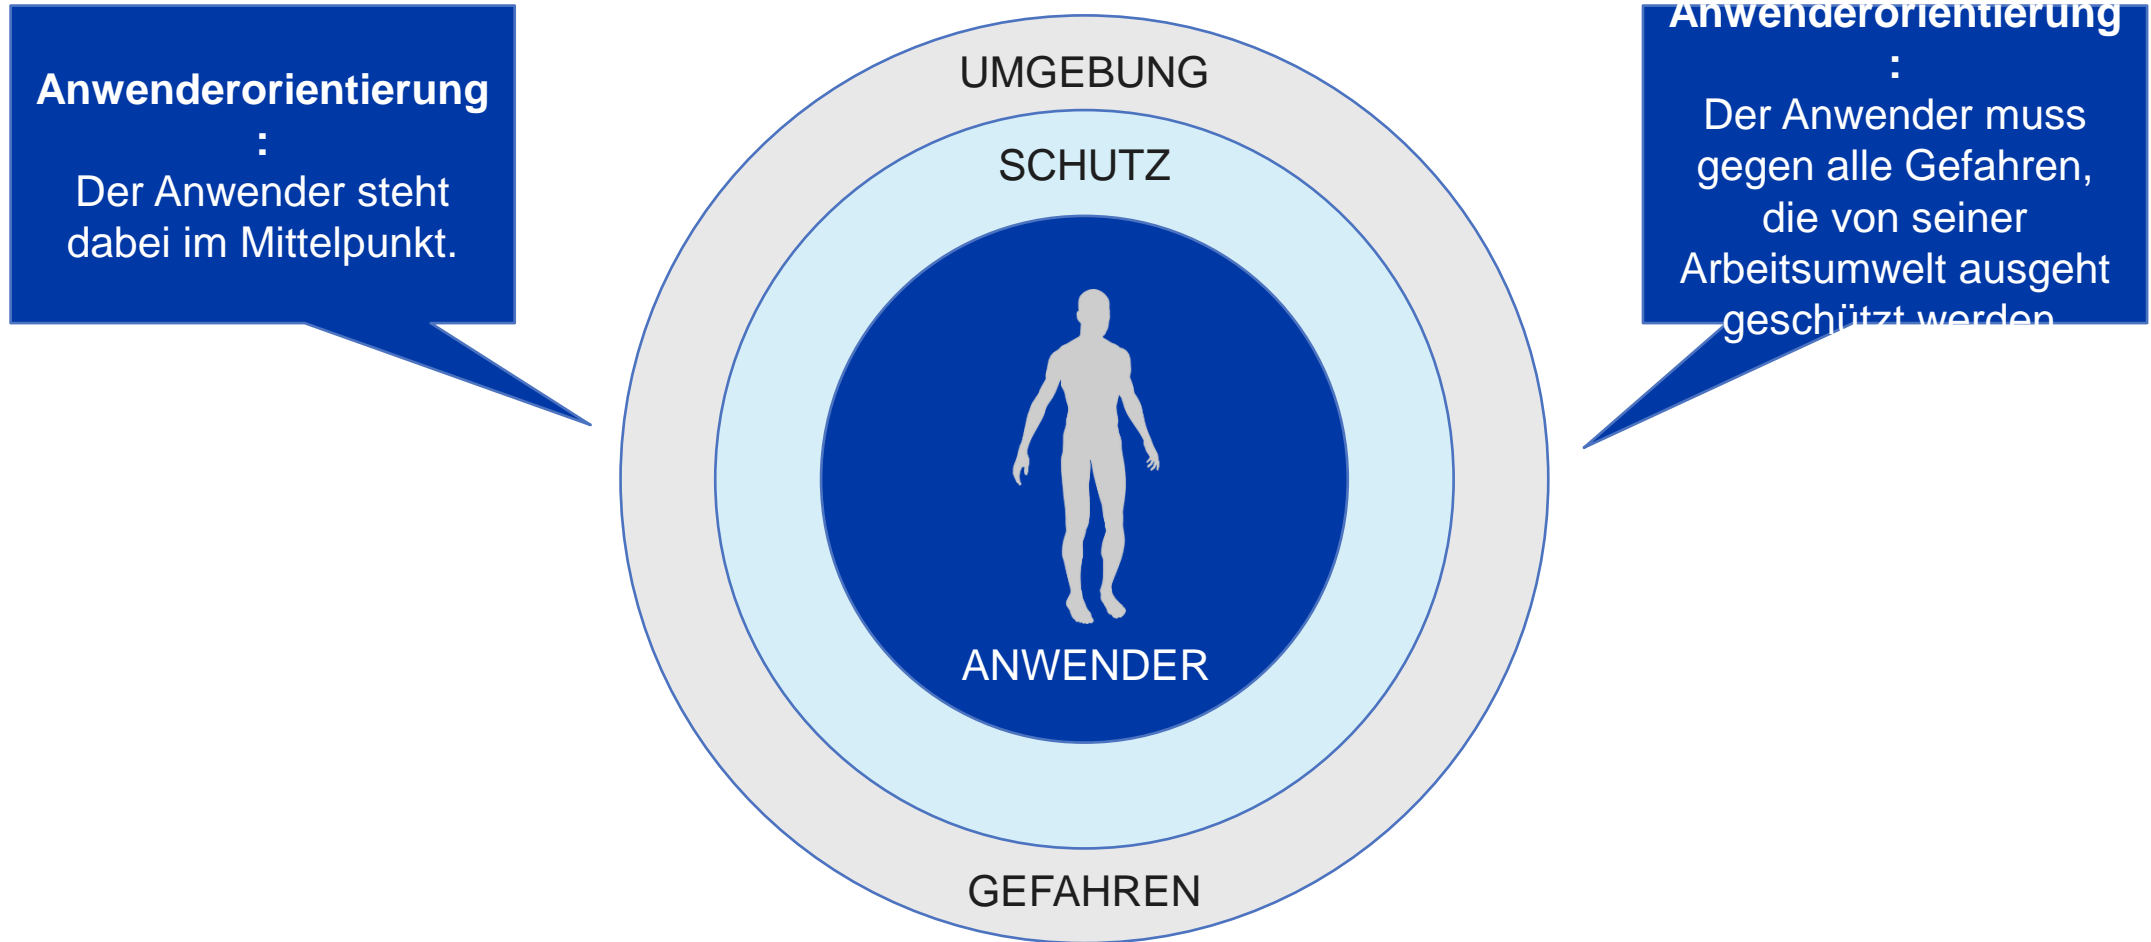 Anwenderorientierung
:
Der Anwender steht
dabei im Mittelpunkt.
UMGEBUNG
SCHUTZ
ANWENDER
GEFAHREN
Anwenderorientierung
:
Der Anwender muss
gegen alle Gefahren,
die von seiner
Arbeitsumwelt ausgeht
geschützt werden